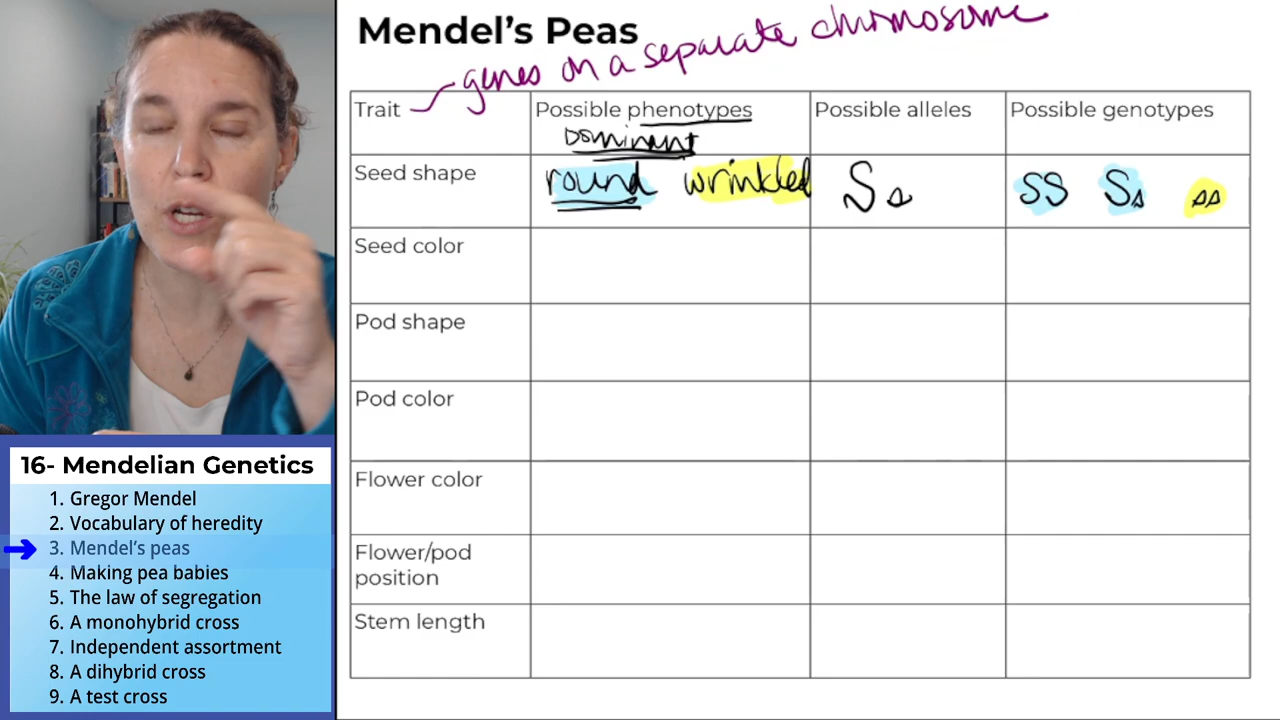 Mendel's Peas
genes on a separate chromosome
Trait Possible phenotypes Possible alleles Possible genotypes
Dominant
Seed shape round wrinkled S s SS Ss ss
Seed color
Pod shape
Pod color
Flower color
Flower/pod
position
Stem length
16- Mendelian Genetics
1. Gregor Mendel
2. Vocabulary of heredity
3. Mendel's peas
4. Making pea babies
5. The law of segregation
6. A monohybrid cross
7. Independent assortment
8. A dihybrid cross
9. A test cross